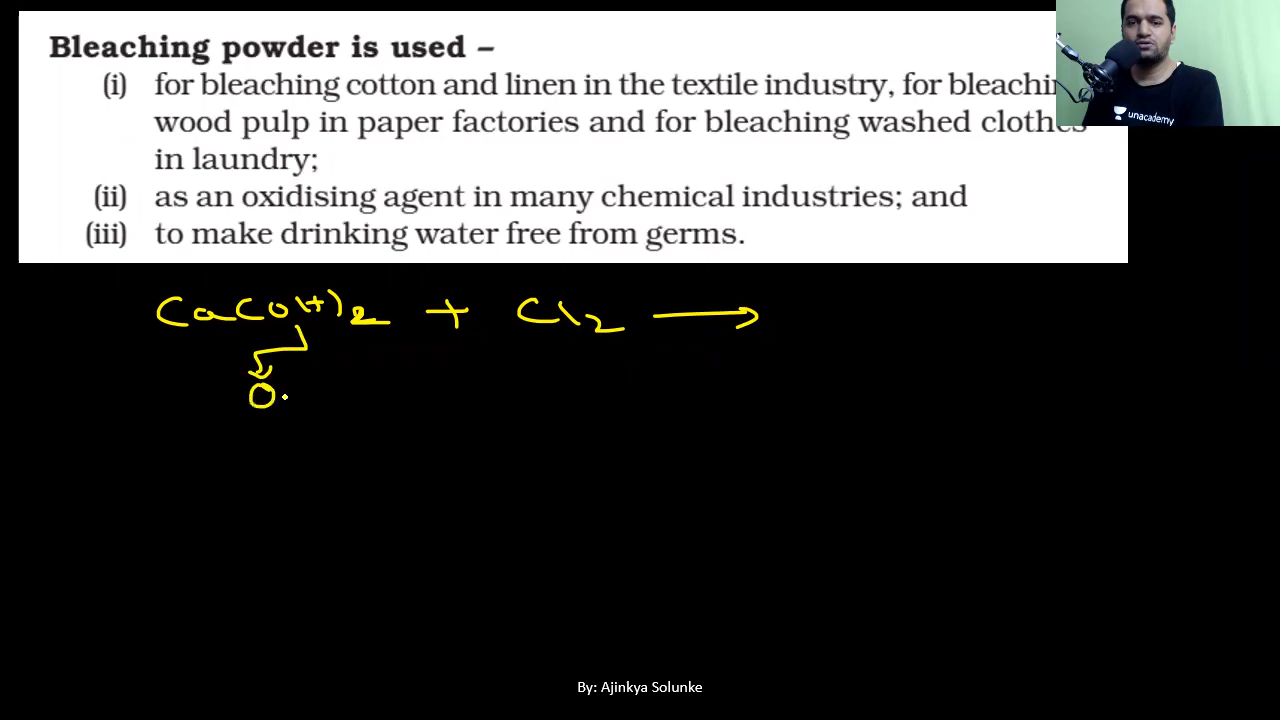 Bleaching powder is used –
(i) for bleaching cotton and linen in the textile industry, for
wood pulp in paper factories and for bleaching washed clothes
in laundry;
(ii) as an oxidising agent in many chemical industries; and
(iii) to make drinking water free from germs.
unacademy
Ca(OH)2 + Cl2 ⟶
O
By: Ajinkya Solunke